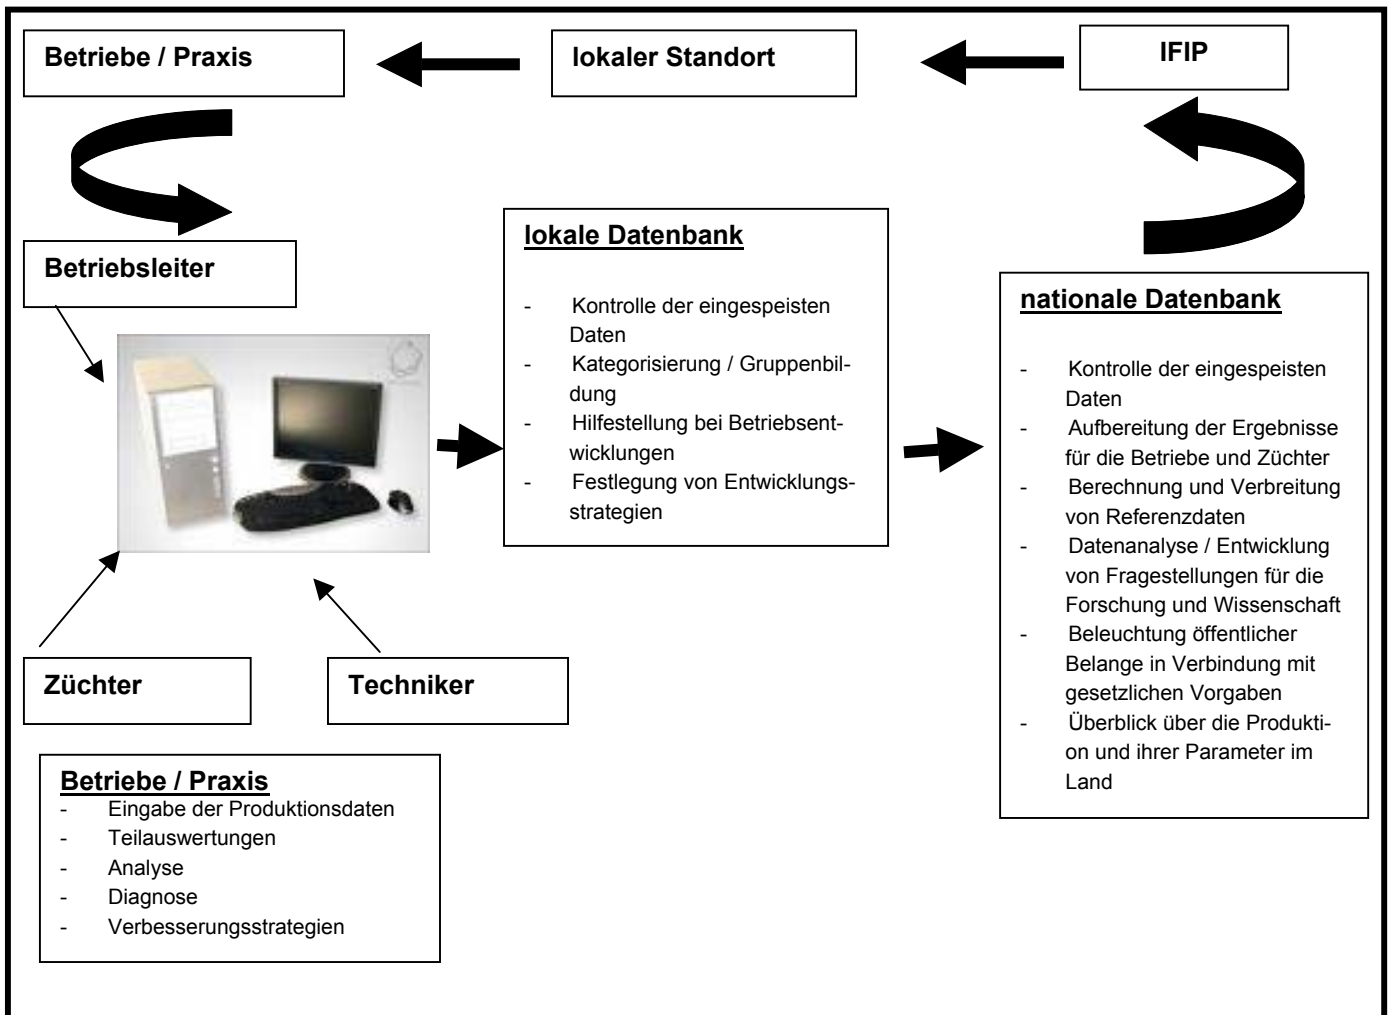 Betriebe / Praxis
lokaler Standort
IFIP
Betriebsleiter
lokale Datenbank
- Kontrolle der eingespeisten
Daten
- Kategorisierung / Gruppenbil-
dung
- Hilfestellung bei Betriebsent-
wicklungen
- Festlegung von Entwicklungs-
strategien
nationale Datenbank
- Kontrolle der eingespeisten
Daten
- Aufbereitung der Ergebnisse
für die Betriebe und Züchter
- Berechnung und Verbreitung
von Referenzdaten
- Datenanalyse / Entwicklung
von Fragestellungen für die
Forschung und Wissenschaft
- Beleuchtung öffentlicher
Belange in Verbindung mit
gesetzlichen Vorgaben
- Überblick über die Produkti-
on und ihrer Parameter im
Land
Züchter
Techniker
Betriebe / Praxis
- Eingabe der Produktionsdaten
- Teilauswertungen
- Analyse
- Diagnose
- Verbesserungsstrategien